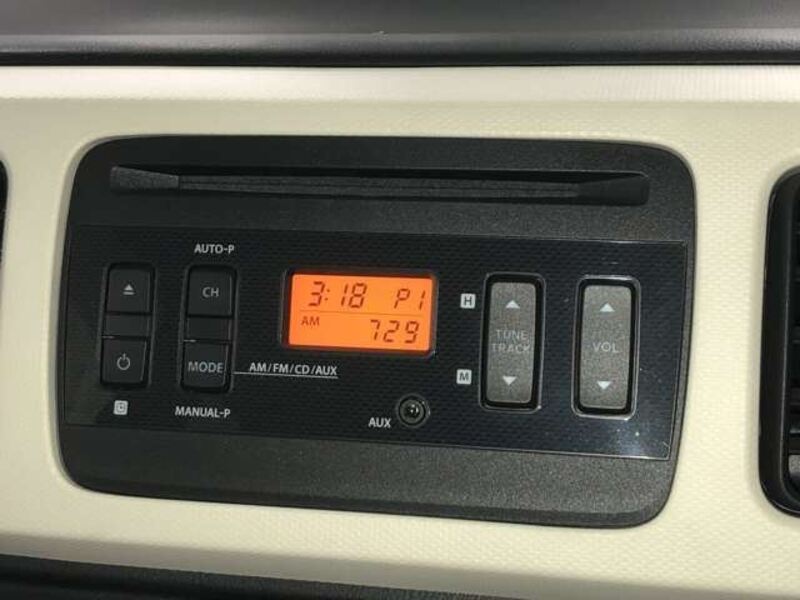 AUTO-P
CH
MODE
MANUAL-P
AM/FM/CD/AUX
3:18 P1
AM 729
AUX
H
M
TUNE
TRACK
VOL